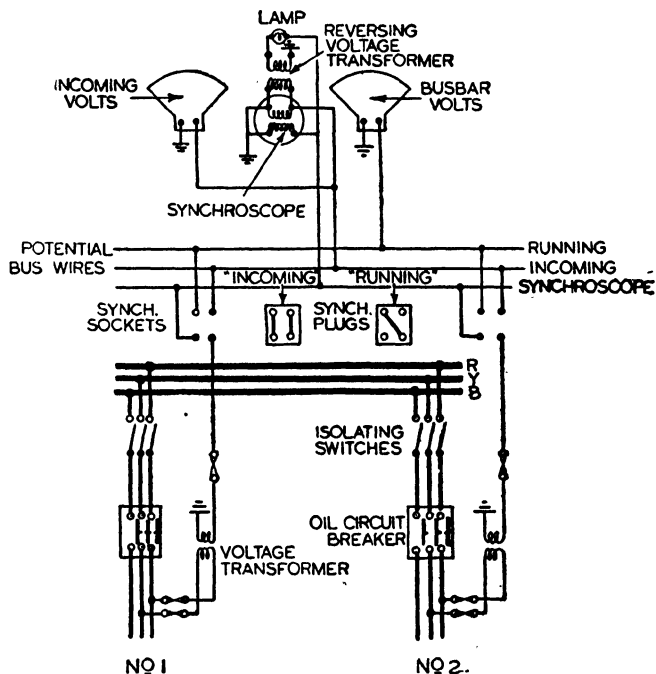 LAMP
REVERSING
VOLTAGE
TRANSFORMER
INCOMING
VOLTS
BUSBAR
VOLTS
SYNCHROSCOPE
POTENTIAL
BUS WIRES
RUNNING
INCOMING
SYNCHROSCOPE
"INCOMING"
"RUNNING"
SYNCH.
SOCKETS
SYNCH.
PLUGS
R
Y
B
ISOLATING
SWITCHES
OIL CIRCUIT
BREAKER
VOLTAGE
TRANSFORMER
NO 1
NO 2.